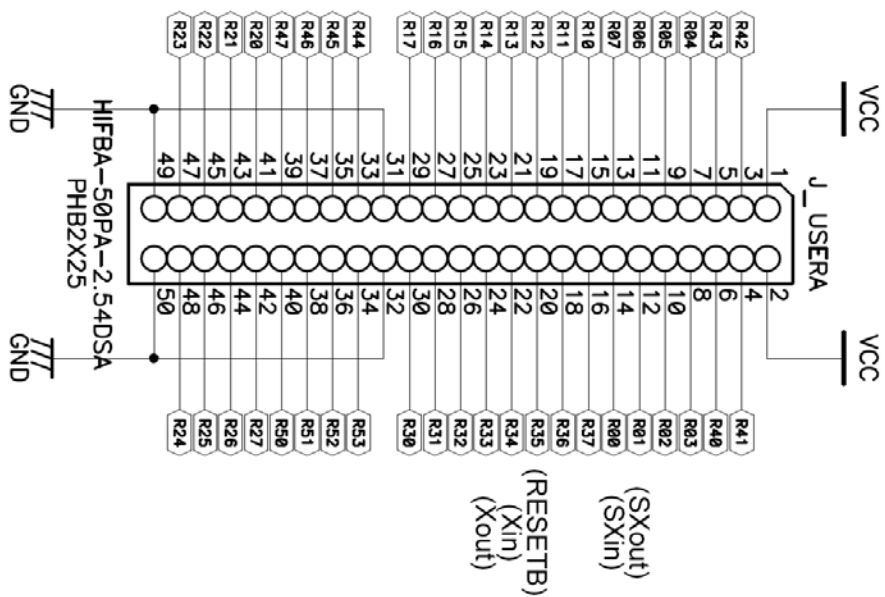 VCC VCC
J_USERA
1 2
R42 3 4 R41
R43 5 6 R40
R04 7 8 R03
R05 9 10 R02
R06 11 12 R01 (SXout)
R07 13 14 R00 (SXin)
R10 15 16 R37
R11 17 18 R36
R12 19 20 R35 (RESETB)
R13 21 22 R34 (Xin)
R14 23 24 R33 (Xout)
R15 25 26 R32
R16 27 28 R31
R17 29 30 R30
31 32
R44 33 34 R53
R45 35 36 R52
R46 37 38 R51
R47 39 40 R50
R20 41 42 R27
R21 43 44 R26
R22 45 46 R25
R23 47 48 R24
49 50
HIFBA-50PA-2.54DSA
PHB2X25
GND GND